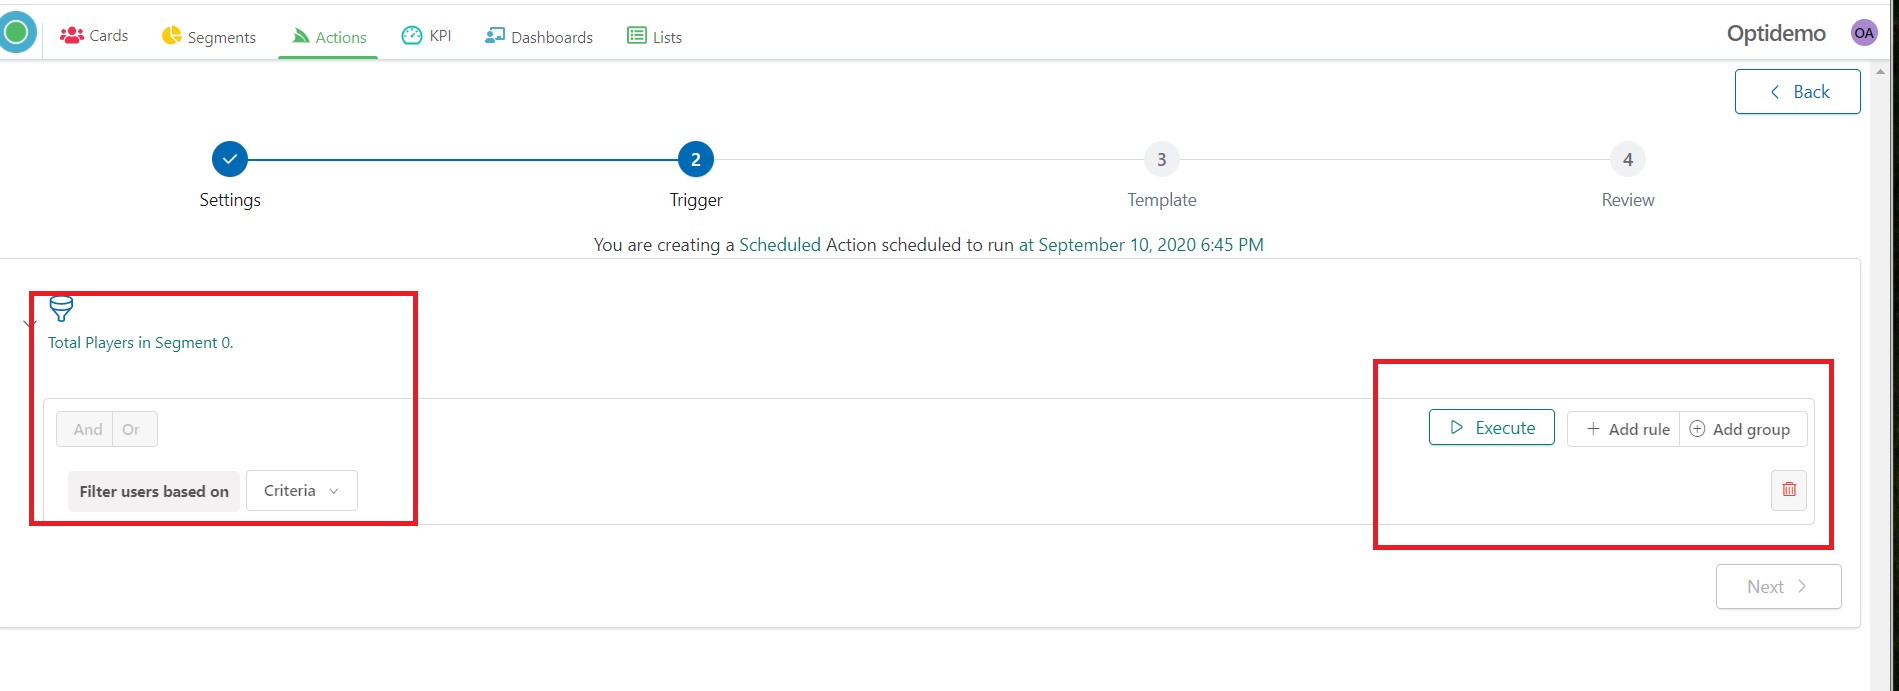 Cards Segments Actions KPI Dashboards Lists Optidemo OA
Back
2 3 4
Settings Trigger Template Review
You are creating a Scheduled Action scheduled to run at September 10, 2020 6:45 PM
Total Players in Segment 0.
And Or Execute Add rule Add group
Filter users based on Criteria
Next